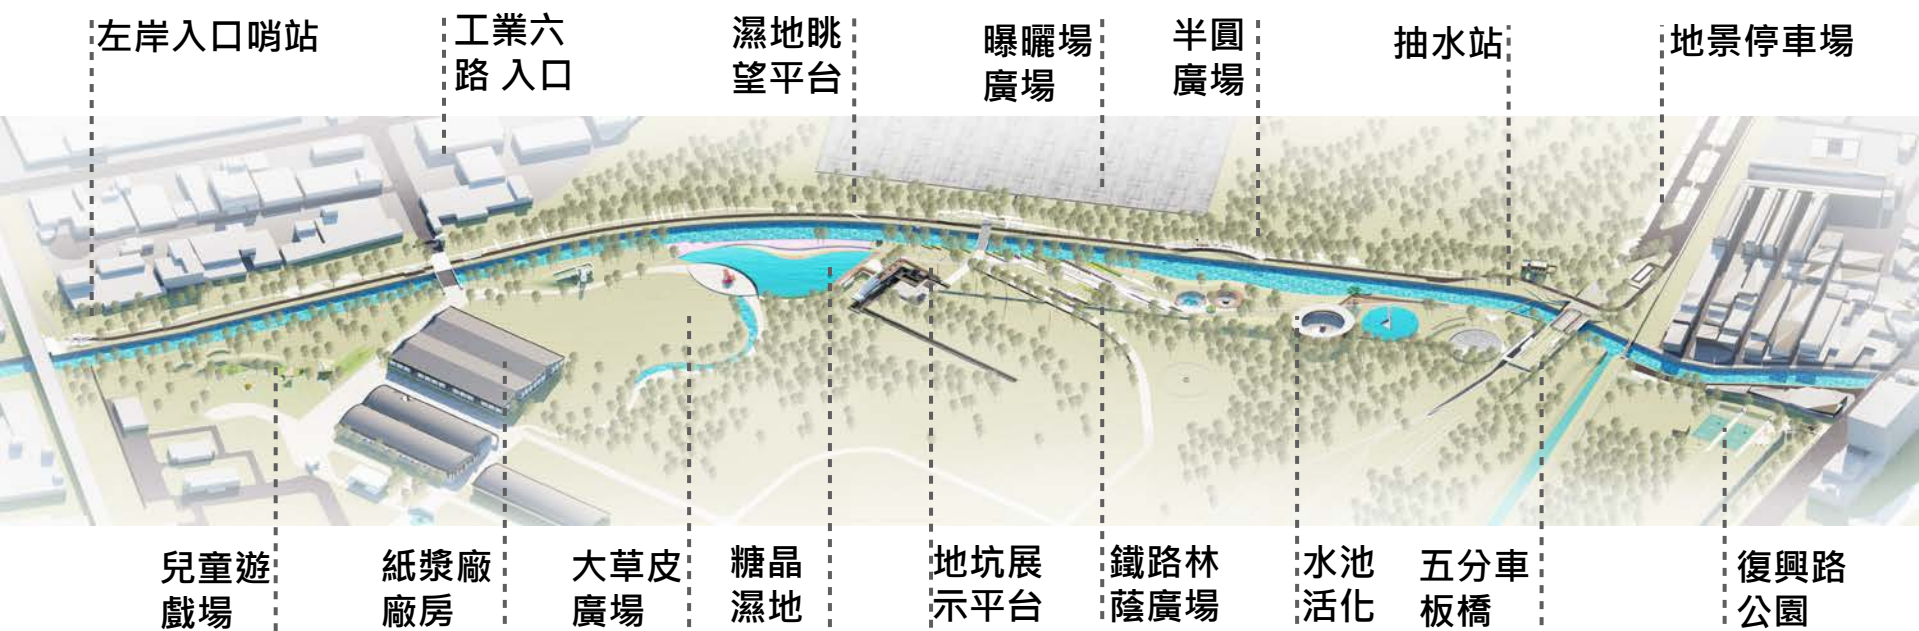 左岸入口哨站
工業六
路 入口
濕地眺
望平台
曝曬場
廣場
半圓
廣場
抽水站
地景停車場
兒童遊
戲場
紙漿廠
廠房
大草皮
廣場
糖晶
濕地
地坑展
示平台
鐵路林
蔭廣場
水池
活化
五分車
板橋
復興路
公園